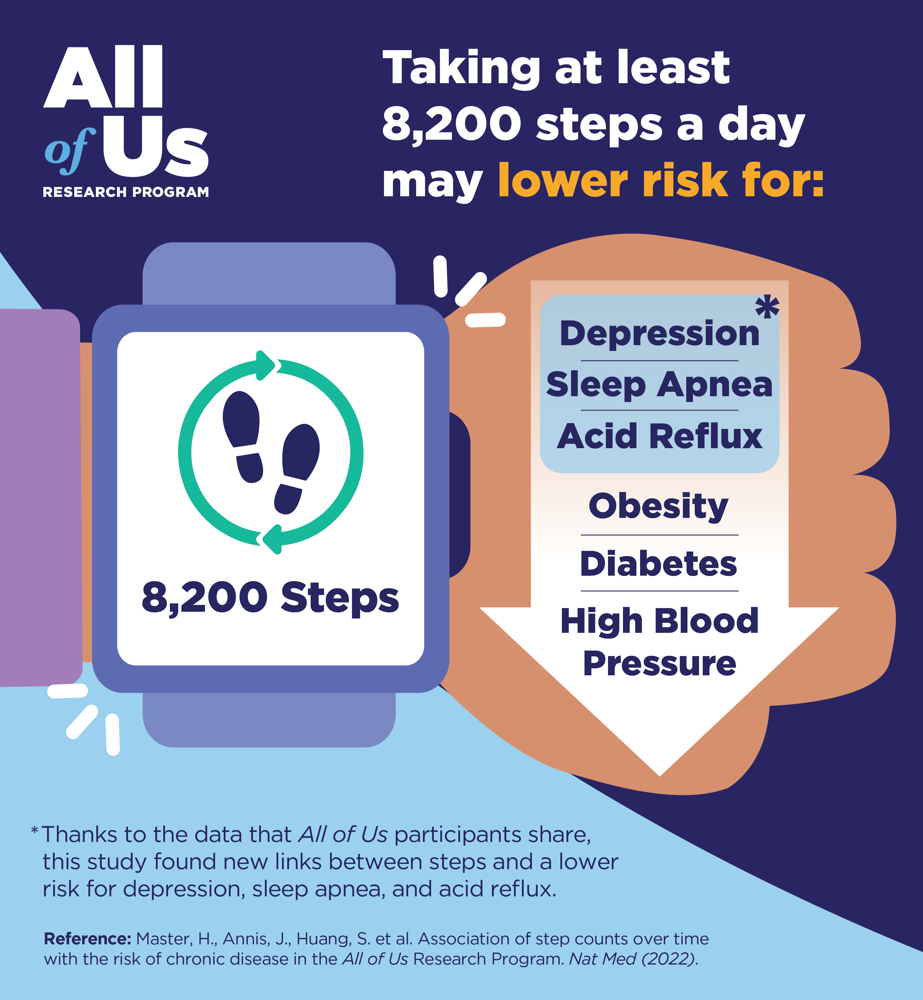 All
of Us
RESEARCH PROGRAM
Taking at least
8,200 steps a day
may lower risk for:
8,200 Steps
Depression*
Sleep Apnea
Acid Reflux
Obesity
Diabetes
High Blood
Pressure
*Thanks to the data that All of Us participants share,
this study found new links between steps and a lower
risk for depression, sleep apnea, and acid reflux.
Reference: Master, H., Annis, J., Huang, S. et al. Association of step counts over time
with the risk of chronic disease in the All of Us Research Program. Nat Med (2022).